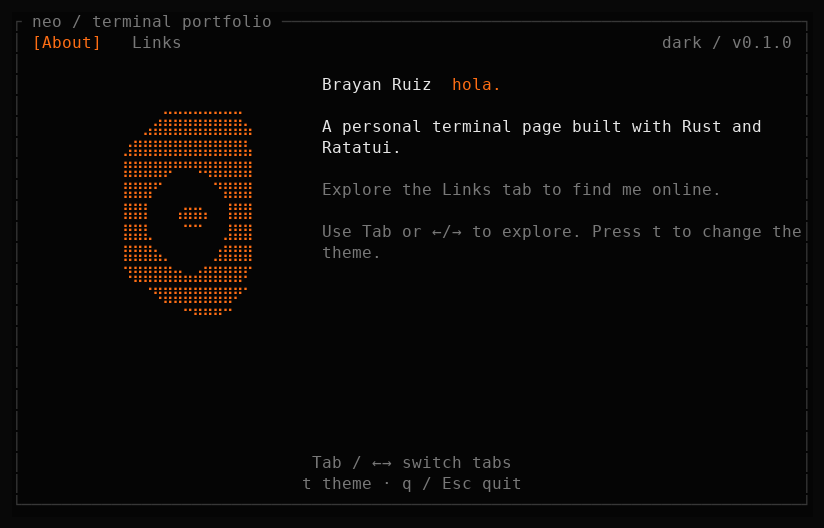 neo / terminal portfolio
[About] Links dark / v0.1.0
Brayan Ruiz hola.
A personal terminal page built with Rust and
Ratatui.
Explore the Links tab to find me online.
Use Tab or ←/→ to explore. Press t to change the
theme.
Tab / ←→ switch tabs
t theme · q / Esc quit